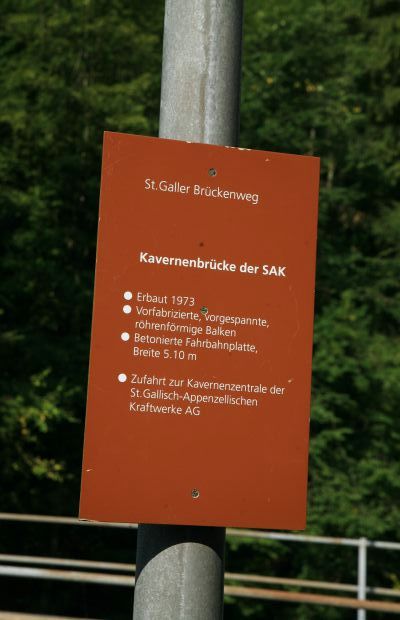 St.Galler Brückenweg
Kavernenbrücke der SAK
Erbaut 1973
Vorfabrizierte, vorgespannte,
röhrenförmige Balken
Betonierte Fahrbahnplatte,
Breite 5.10 m
Zufahrt zur Kavernenzentrale der
St.Gallisch-Appenzellischen
Kraftwerke AG